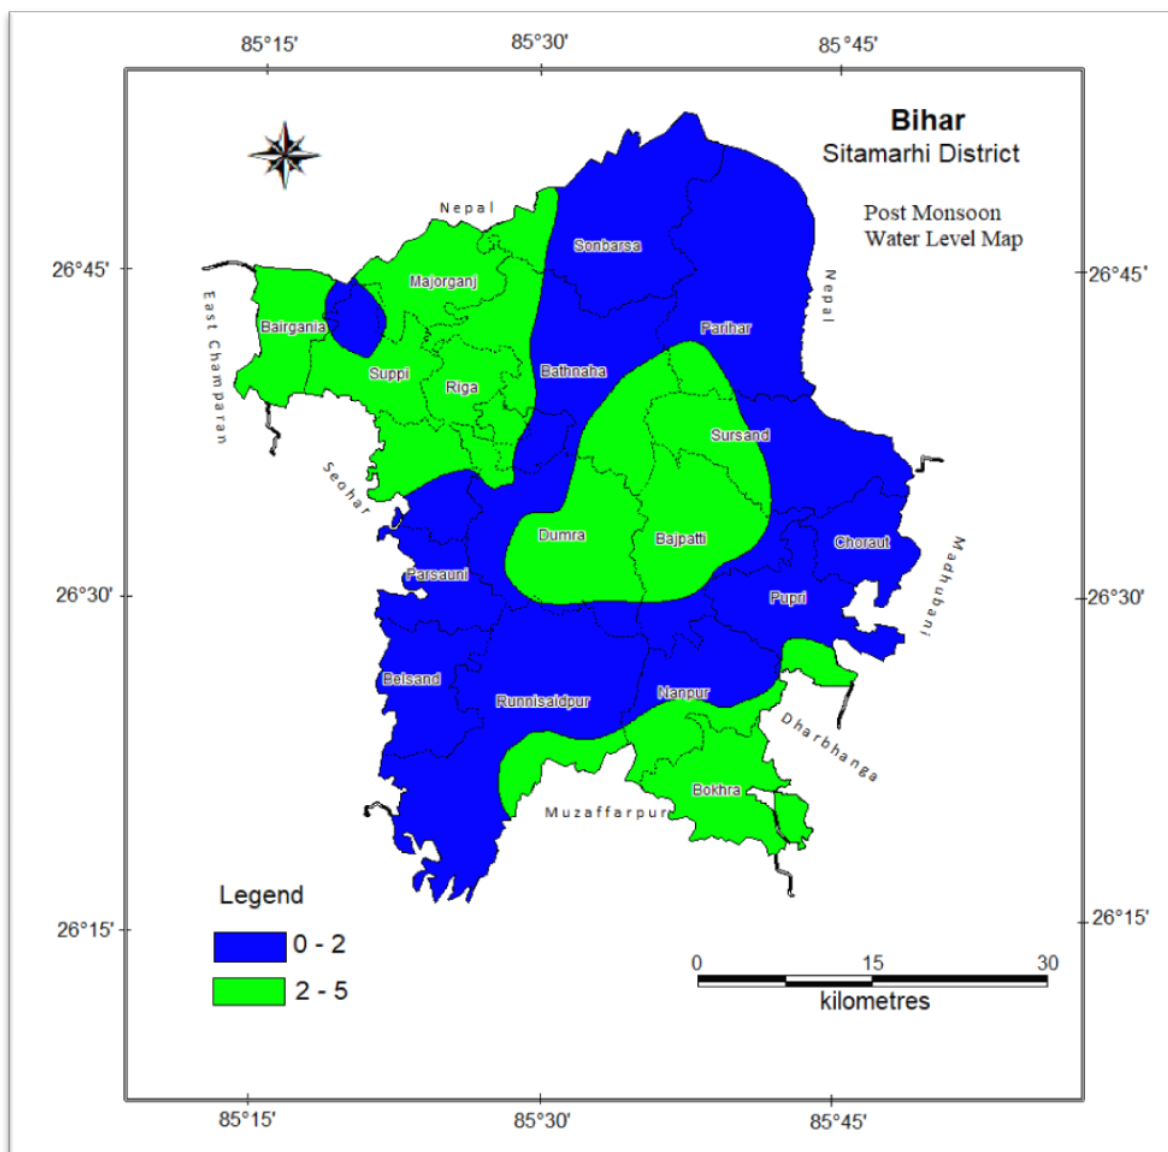 85°15'
85°30'
85°45'
Bihar
Sitamarhi District
Post Monsoon
Water Level Map
Nepal
Sonbarsa
26°45'
26°45'
Majorganj
Nepal
East Champaran
Bairgania
Parihar
Suppi
Riga
Bathnaha
Sursand
Seohar
Dumra
Bajpatti
Choraut
Madhubani
Parsauni
26°30'
26°30'
Pupri
Belsand
Runnisaidpur
Nanpur
Dharbhanga
Bokhra
Muzaffarpur
Legend
0 - 2
2 - 5
26°15'
26°15'
0 15 30
kilometres
85°15'
85°30'
85°45'